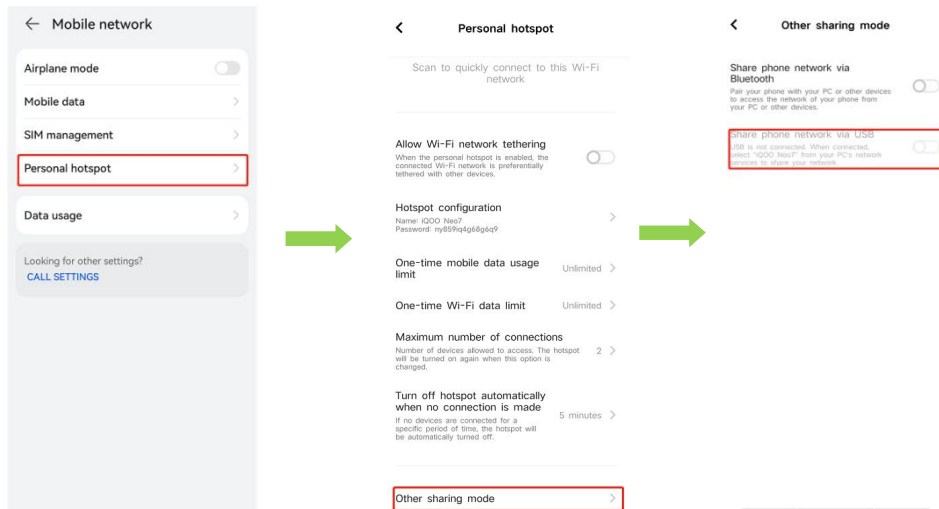 Mobile network
Airplane mode
Mobile data
SIM management
Personal hotspot
Data usage
Looking for other settings?
CALL SETTINGS
Personal hotspot
Scan to quickly connect to this Wi-Fi
network
Allow Wi-Fi network tethering
When the personal hotspot is enabled, the
connected Wi-Fi network is preferentially
tethered with other devices.
Hotspot configuration
Name: iQOO Neo7
Password: ny859iq4g68g6q9
One-time mobile data usage
limit
Unlimited
One-time Wi-Fi data limit
Unlimited
Maximum number of connections
Number of devices allowed to access. The hotspot
will be turned on again when this option is
changed.
2
Turn off hotspot automatically
when no connection is made
If no devices are connected for a
specific period of time, the hotspot will
be automatically turned off.
5 minutes
Other sharing mode
Other sharing mode
Share phone network via
Bluetooth
Pair your phone with your PC or other devices
to access the network of your phone from
your PC or other devices.
Share phone network via USB
USB is not connected. When connected,
select "iQOO Neo7" from your PC's network
services to share your network.